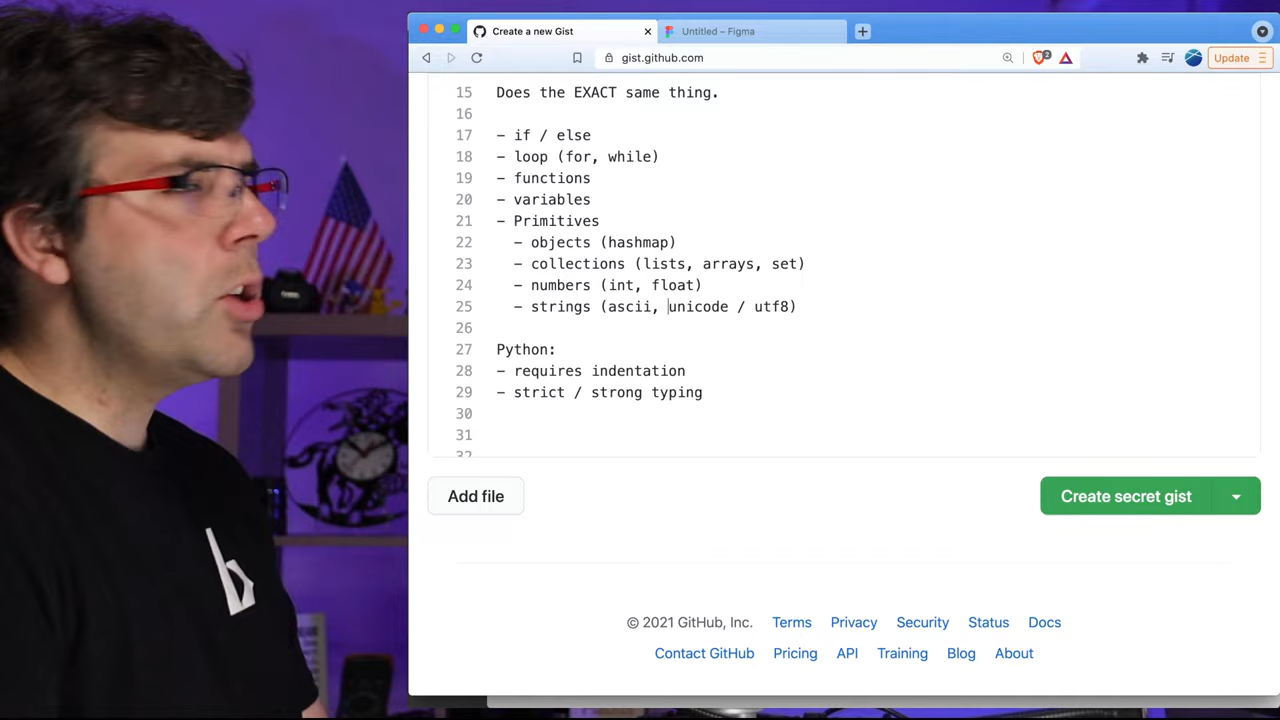 Create a new Gist
Untitled – Figma
gist.github.com
2
Update
15 Does the EXACT same thing.
16
17 - if / else
18 - loop (for, while)
19 - functions
20 - variables
21 - Primitives
22 - objects (hashmap)
23 - collections (lists, arrays, set)
24 - numbers (int, float)
25 - strings (ascii, unicode / utf8)
26
27 Python:
28 - requires indentation
29 - strict / strong typing
30
31
32
Add file
Create secret gist
© 2021 GitHub, Inc. Terms Privacy Security Status Docs
Contact GitHub Pricing API Training Blog About
b